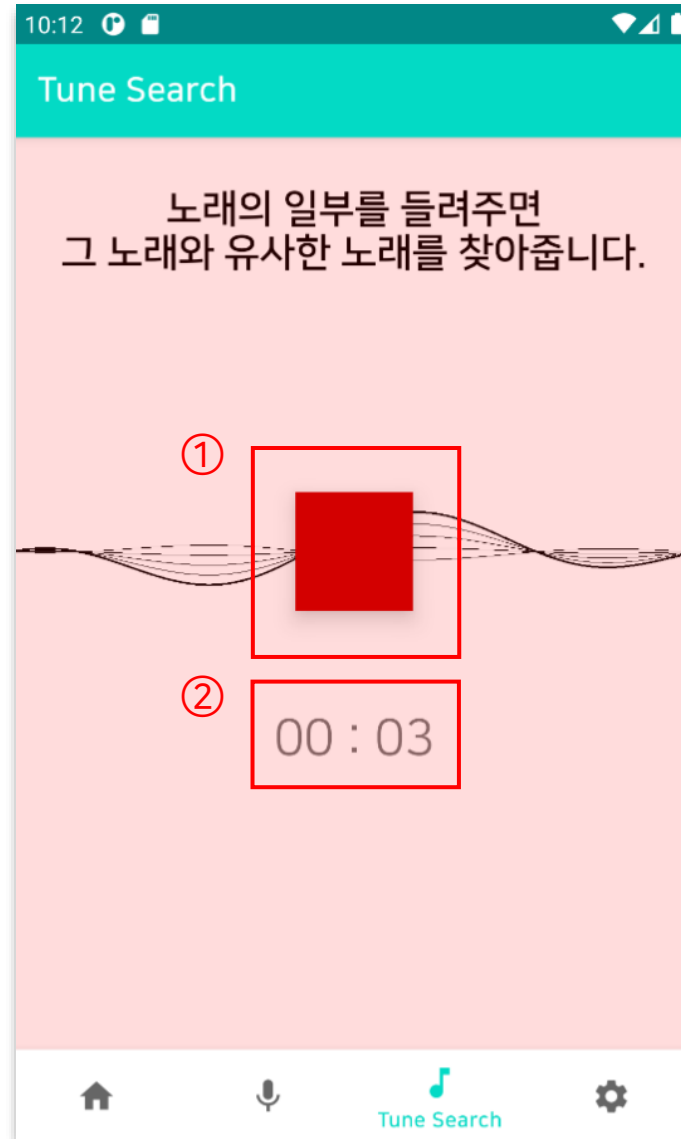 10:12
Tune Search
노래의 일부를 들려주면
그 노래와 유사한 노래를 찾아줍니다.
①
②
00 : 03
Tune Search